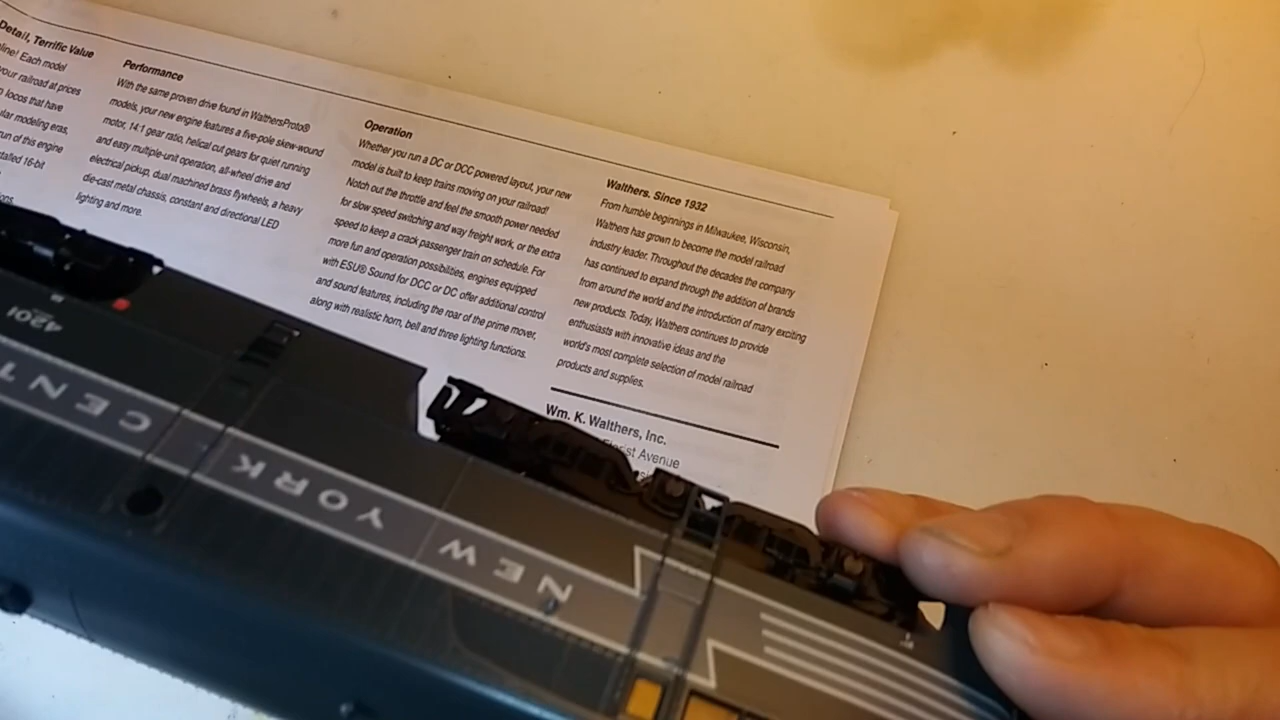 Detail, Terrific Value
line! Each model
your railroad at prices
locos that have
modeling eras,
run of this engine
16-bit
Performance
With the same proven drive found in WalthersProto®
models, your new engine features a five-pole skew-wound
motor, 14:1 gear ratio, helical cut gears for quiet running
and easy multiple-unit operation, all-wheel drive and
electrical pickup, dual machined brass flywheels, a heavy
die-cast metal chassis, constant and directional LED
lighting and more.
Operation
Whether you run a DC or DCC powered layout, your new
model is built to keep trains moving on your railroad!
Notch out the throttle and feel the smooth power needed
for slow speed switching and way freight work, or the extra
speed to keep a crack passenger train on schedule. For
more fun and operation possibilities, engines equipped
with ESU® Sound for DCC or DC offer additional control
and sound features, including the roar of the prime mover,
along with realistic horn, bell and three lighting functions.
Walthers. Since 1932
From humble beginnings in Milwaukee, Wisconsin,
Walthers has grown to become the model railroad
industry leader. Throughout the decades the company
has continued to expand through the addition of brands
from around the world and the introduction of many exciting
new products. Today, Walthers continues to provide
enthusiasts with innovative ideas and the
world's most complete selection of model railroad
products and supplies.
Wm. K. Walthers, Inc.
Avenue
NEW YORK CENT
4201